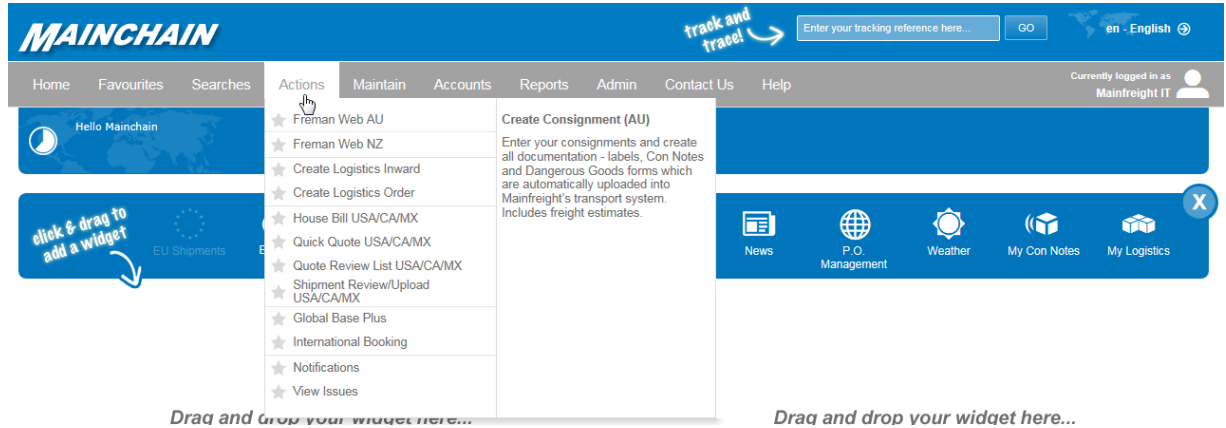 MAINCHAIN
track and
trace!
Enter your tracking reference here...
GO
en - English
Home Favourites Searches Actions Maintain Accounts Reports Admin Contact Us Help
Currently logged in as
Mainfreight IT
Hello Mainchain
Freman Web AU
Freman Web NZ
Create Logistics Inward
Create Logistics Order
House Bill USA/CA/MX
Quick Quote USA/CA/MX
Quote Review List USA/CA/MX
Shipment Review/Upload
USA/CA/MX
Global Base Plus
International Booking
Notifications
View Issues
Create Consignment (AU)
Enter your consignments and create
all documentation - labels, Con Notes
and Dangerous Goods forms which
are automatically uploaded into
Mainfreight's transport system.
Includes freight estimates.
click & drag to
add a widget
EU Shipments
News
P.O.
Management
Weather
My Con Notes
My Logistics
X
Drag and drop your widget here...
Drag and drop your widget here...